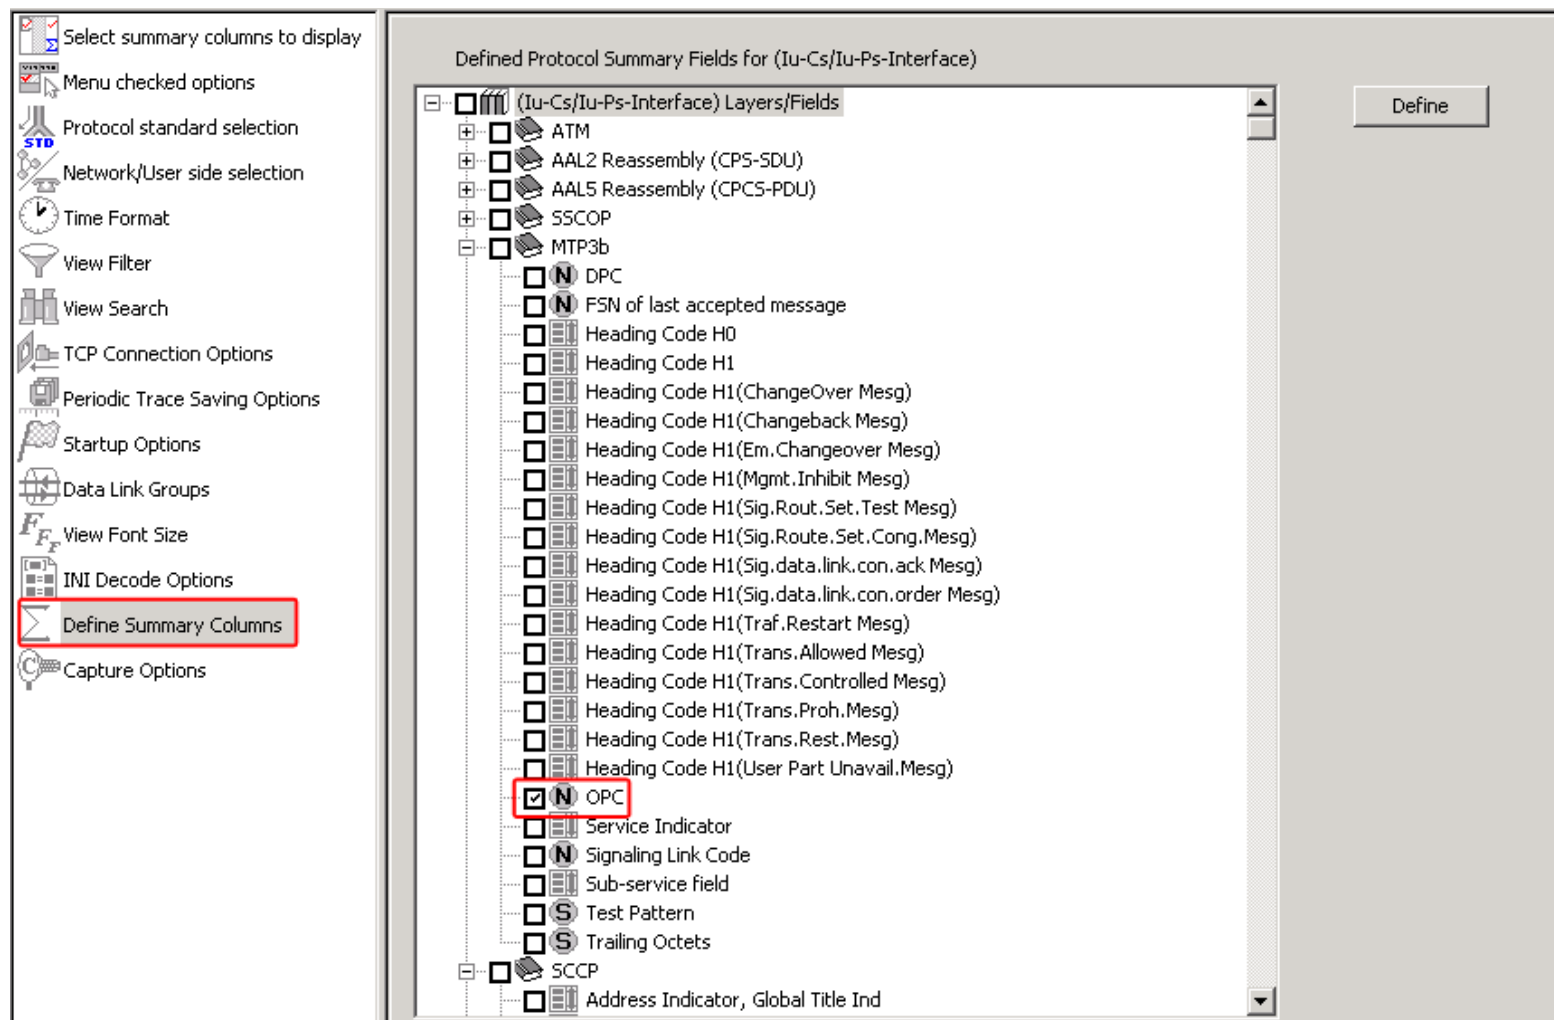 Select summary columns to display
Menu checked options
STD
Protocol standard selection
Network/User side selection
Time Format
View Filter
View Search
TCP Connection Options
Periodic Trace Saving Options
Startup Options
Data Link Groups
View Font Size
INI Decode Options
Define Summary Columns
Capture Options
Defined Protocol Summary Fields for (Iu-Cs/Iu-Ps-Interface)
Define
(Iu-Cs/Iu-Ps-Interface) Layers/Fields
ATM
AAL2 Reassembly (CPS-SDU)
AAL5 Reassembly (CPCS-PDU)
SSCOP
MTP3b
N DPC
N FSN of last accepted message
Heading Code H0
Heading Code H1
Heading Code H1(ChangeOver Mesg)
Heading Code H1(Changeback Mesg)
Heading Code H1(Em.Changeover Mesg)
Heading Code H1(Mgmt.Inhibit Mesg)
Heading Code H1(Sig.Rout.Set.Test Mesg)
Heading Code H1(Sig.Route.Set.Cong.Mesg)
Heading Code H1(Sig.data.link.con.ack Mesg)
Heading Code H1(Sig.data.link.con.order Mesg)
Heading Code H1(Traf.Restart Mesg)
Heading Code H1(Trans.Allowed Mesg)
Heading Code H1(Trans.Controlled Mesg)
Heading Code H1(Trans.Proh.Mesg)
Heading Code H1(Trans.Rest.Mesg)
Heading Code H1(User Part Unavail.Mesg)
N OPC
Service Indicator
N Signaling Link Code
Sub-service field
S Test Pattern
S Trailing Octets
SCCP
Address Indicator, Global Title Ind